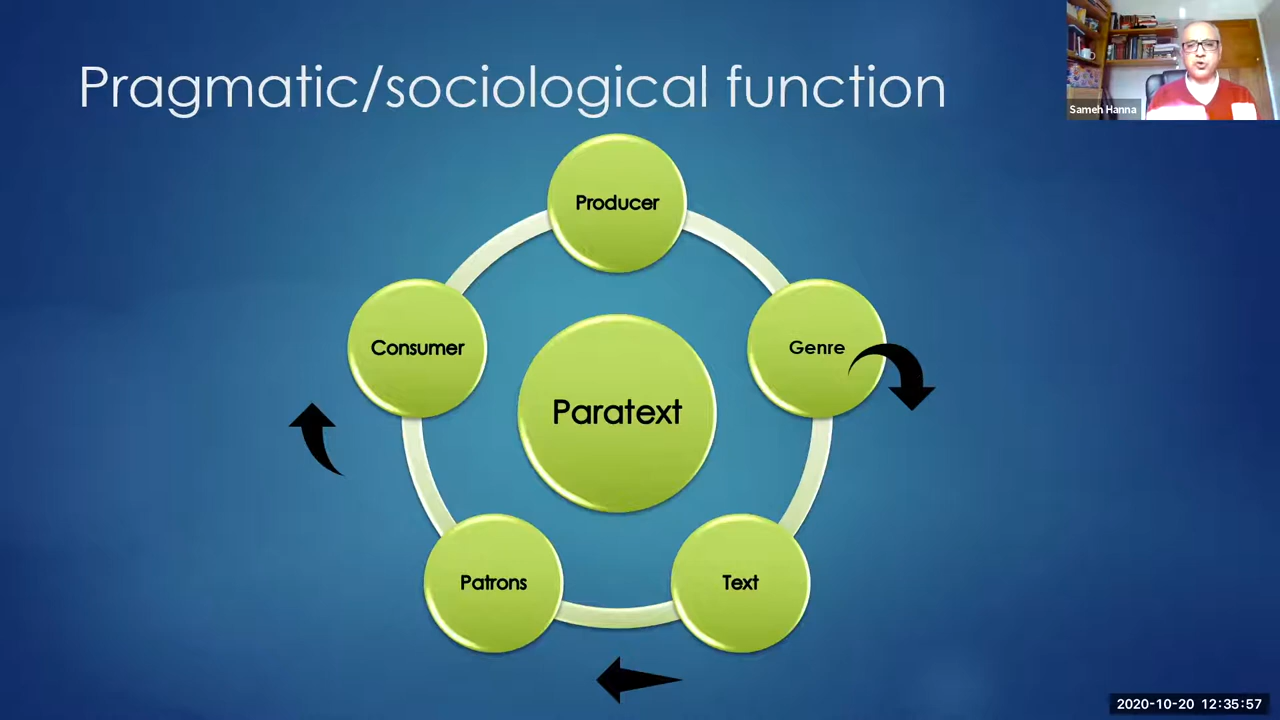 Pragmatic/sociological function
Sameh Hanna
Producer
Consumer
Genre
Paratext
Patrons
Text
2020-10-20 12:35:57